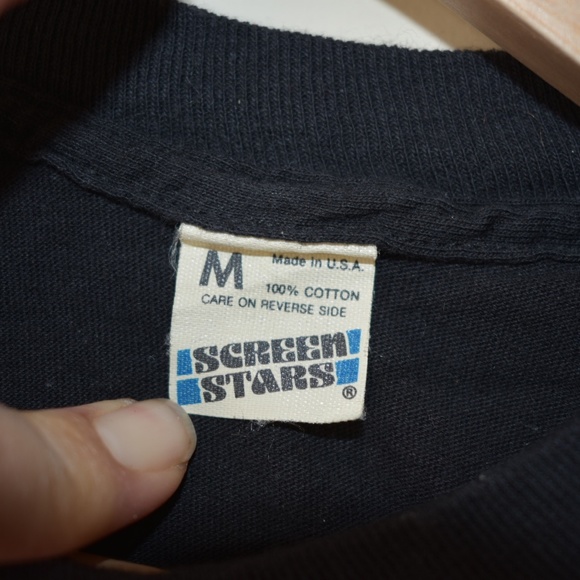 M
Made in U.S.A.
100% COTTON
CARE ON REVERSE SIDE
SCREEN
STARS
®